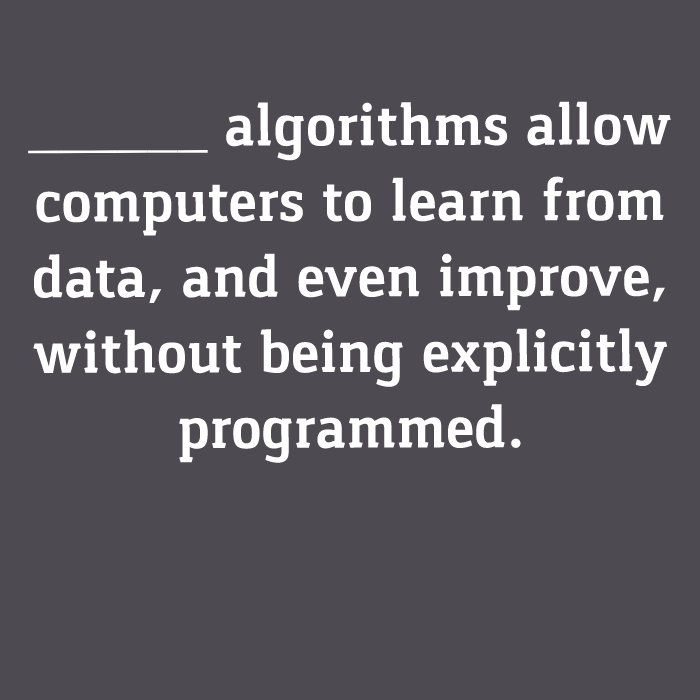 _______ algorithms allow
computers to learn from
data, and even improve,
without being explicitly
programmed.